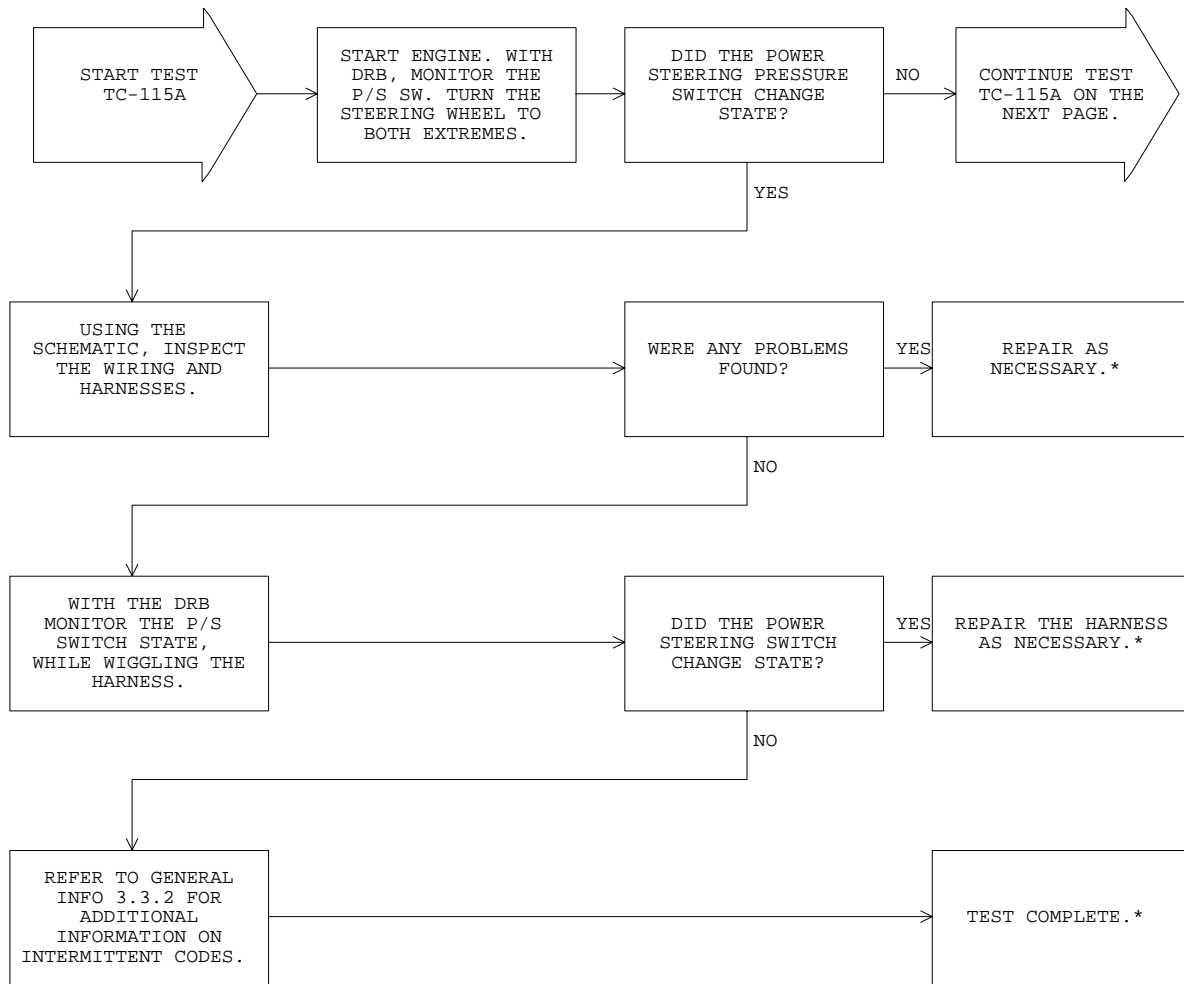 START TEST
TC-115A
START ENGINE. WITH
DRB, MONITOR THE
P/S SW. TURN THE
STEERING WHEEL TO
BOTH EXTREMES.
DID THE POWER
STEERING PRESSURE
SWITCH CHANGE
STATE?
NO
CONTINUE TEST
TC-115A ON THE
NEXT PAGE.
YES
USING THE
SCHEMATIC, INSPECT
THE WIRING AND
HARNESSES.
WERE ANY PROBLEMS
FOUND?
YES
REPAIR AS
NECESSARY.*
NO
WITH THE DRB
MONITOR THE P/S
SWITCH STATE,
WHILE WIGGLING THE
HARNESS.
DID THE POWER
STEERING SWITCH
CHANGE STATE?
YES
REPAIR THE HARNESS
AS NECESSARY.*
NO
REFER TO GENERAL
INFO 3.3.2 FOR
ADDITIONAL
INFORMATION ON
INTERMITTENT CODES.
TEST COMPLETE.*